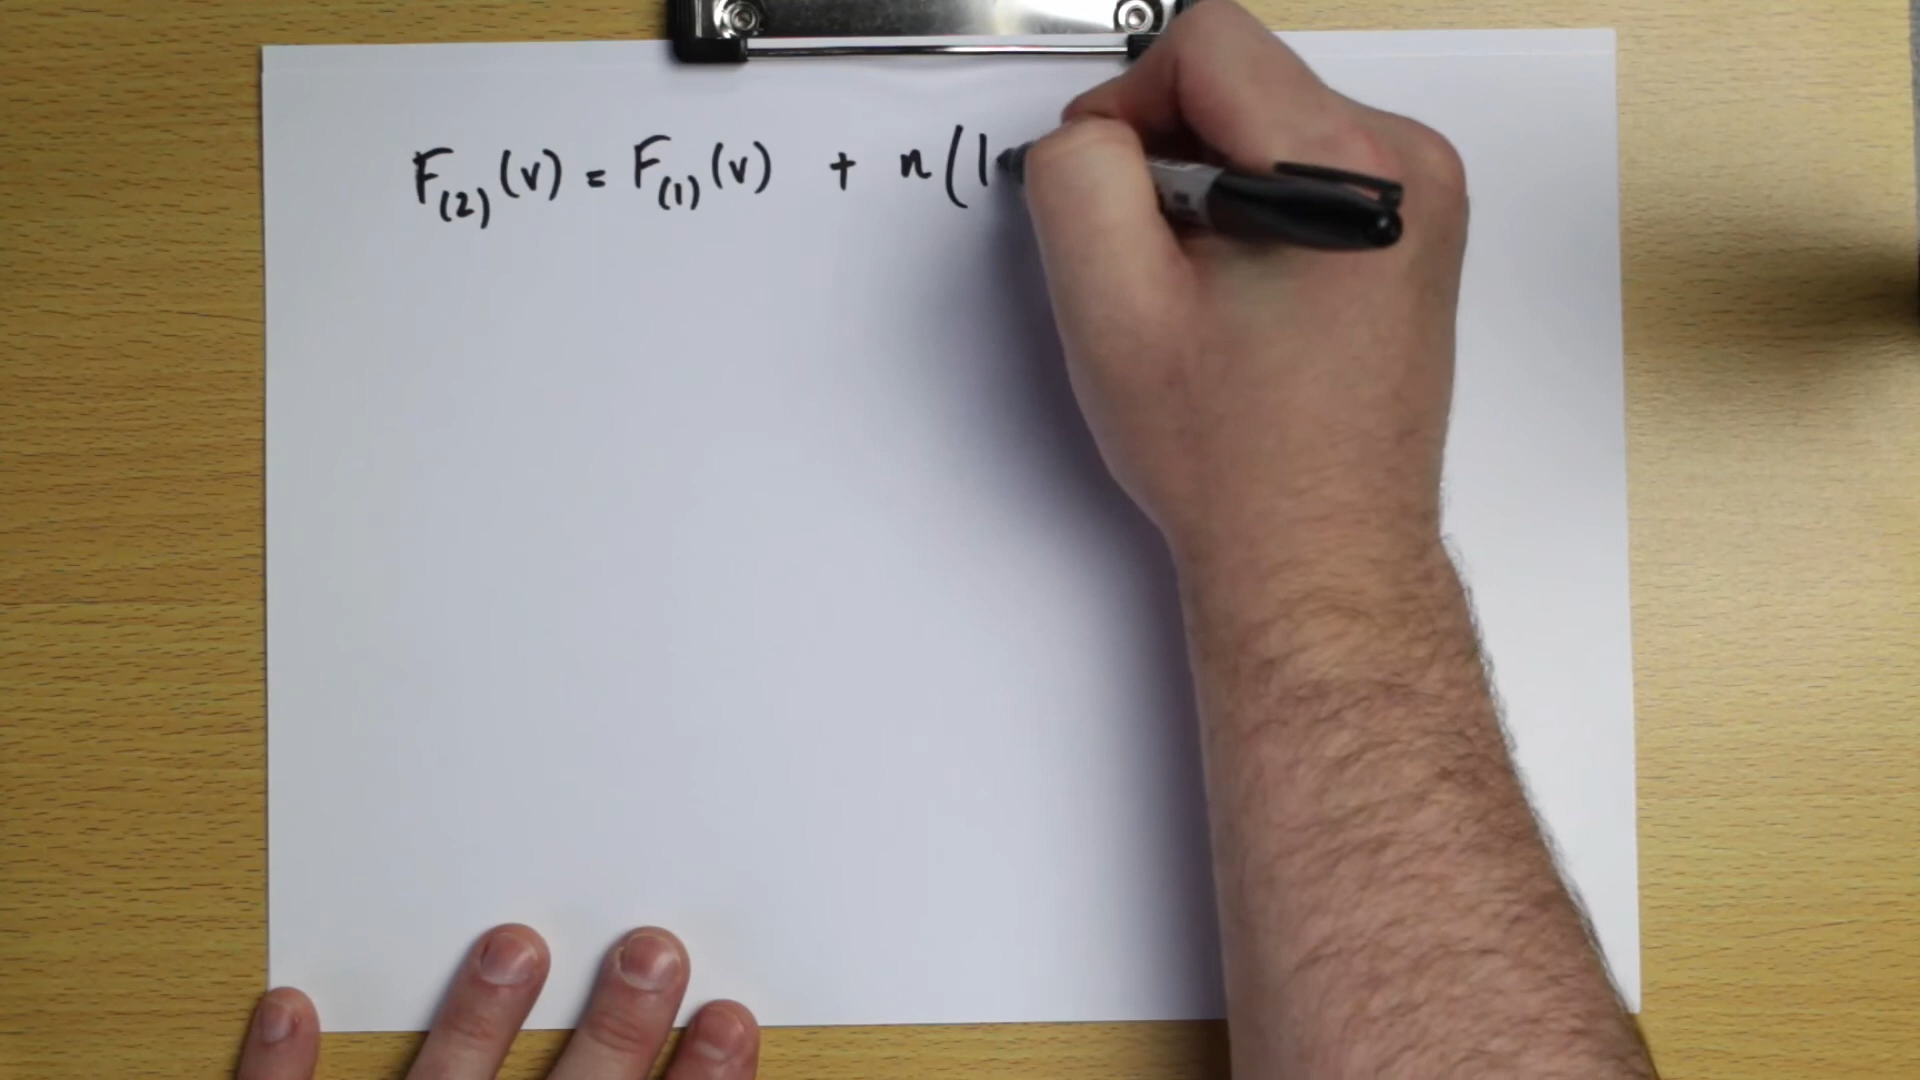 F₍₂₎(v) = F₍₁₎(v) + n(1